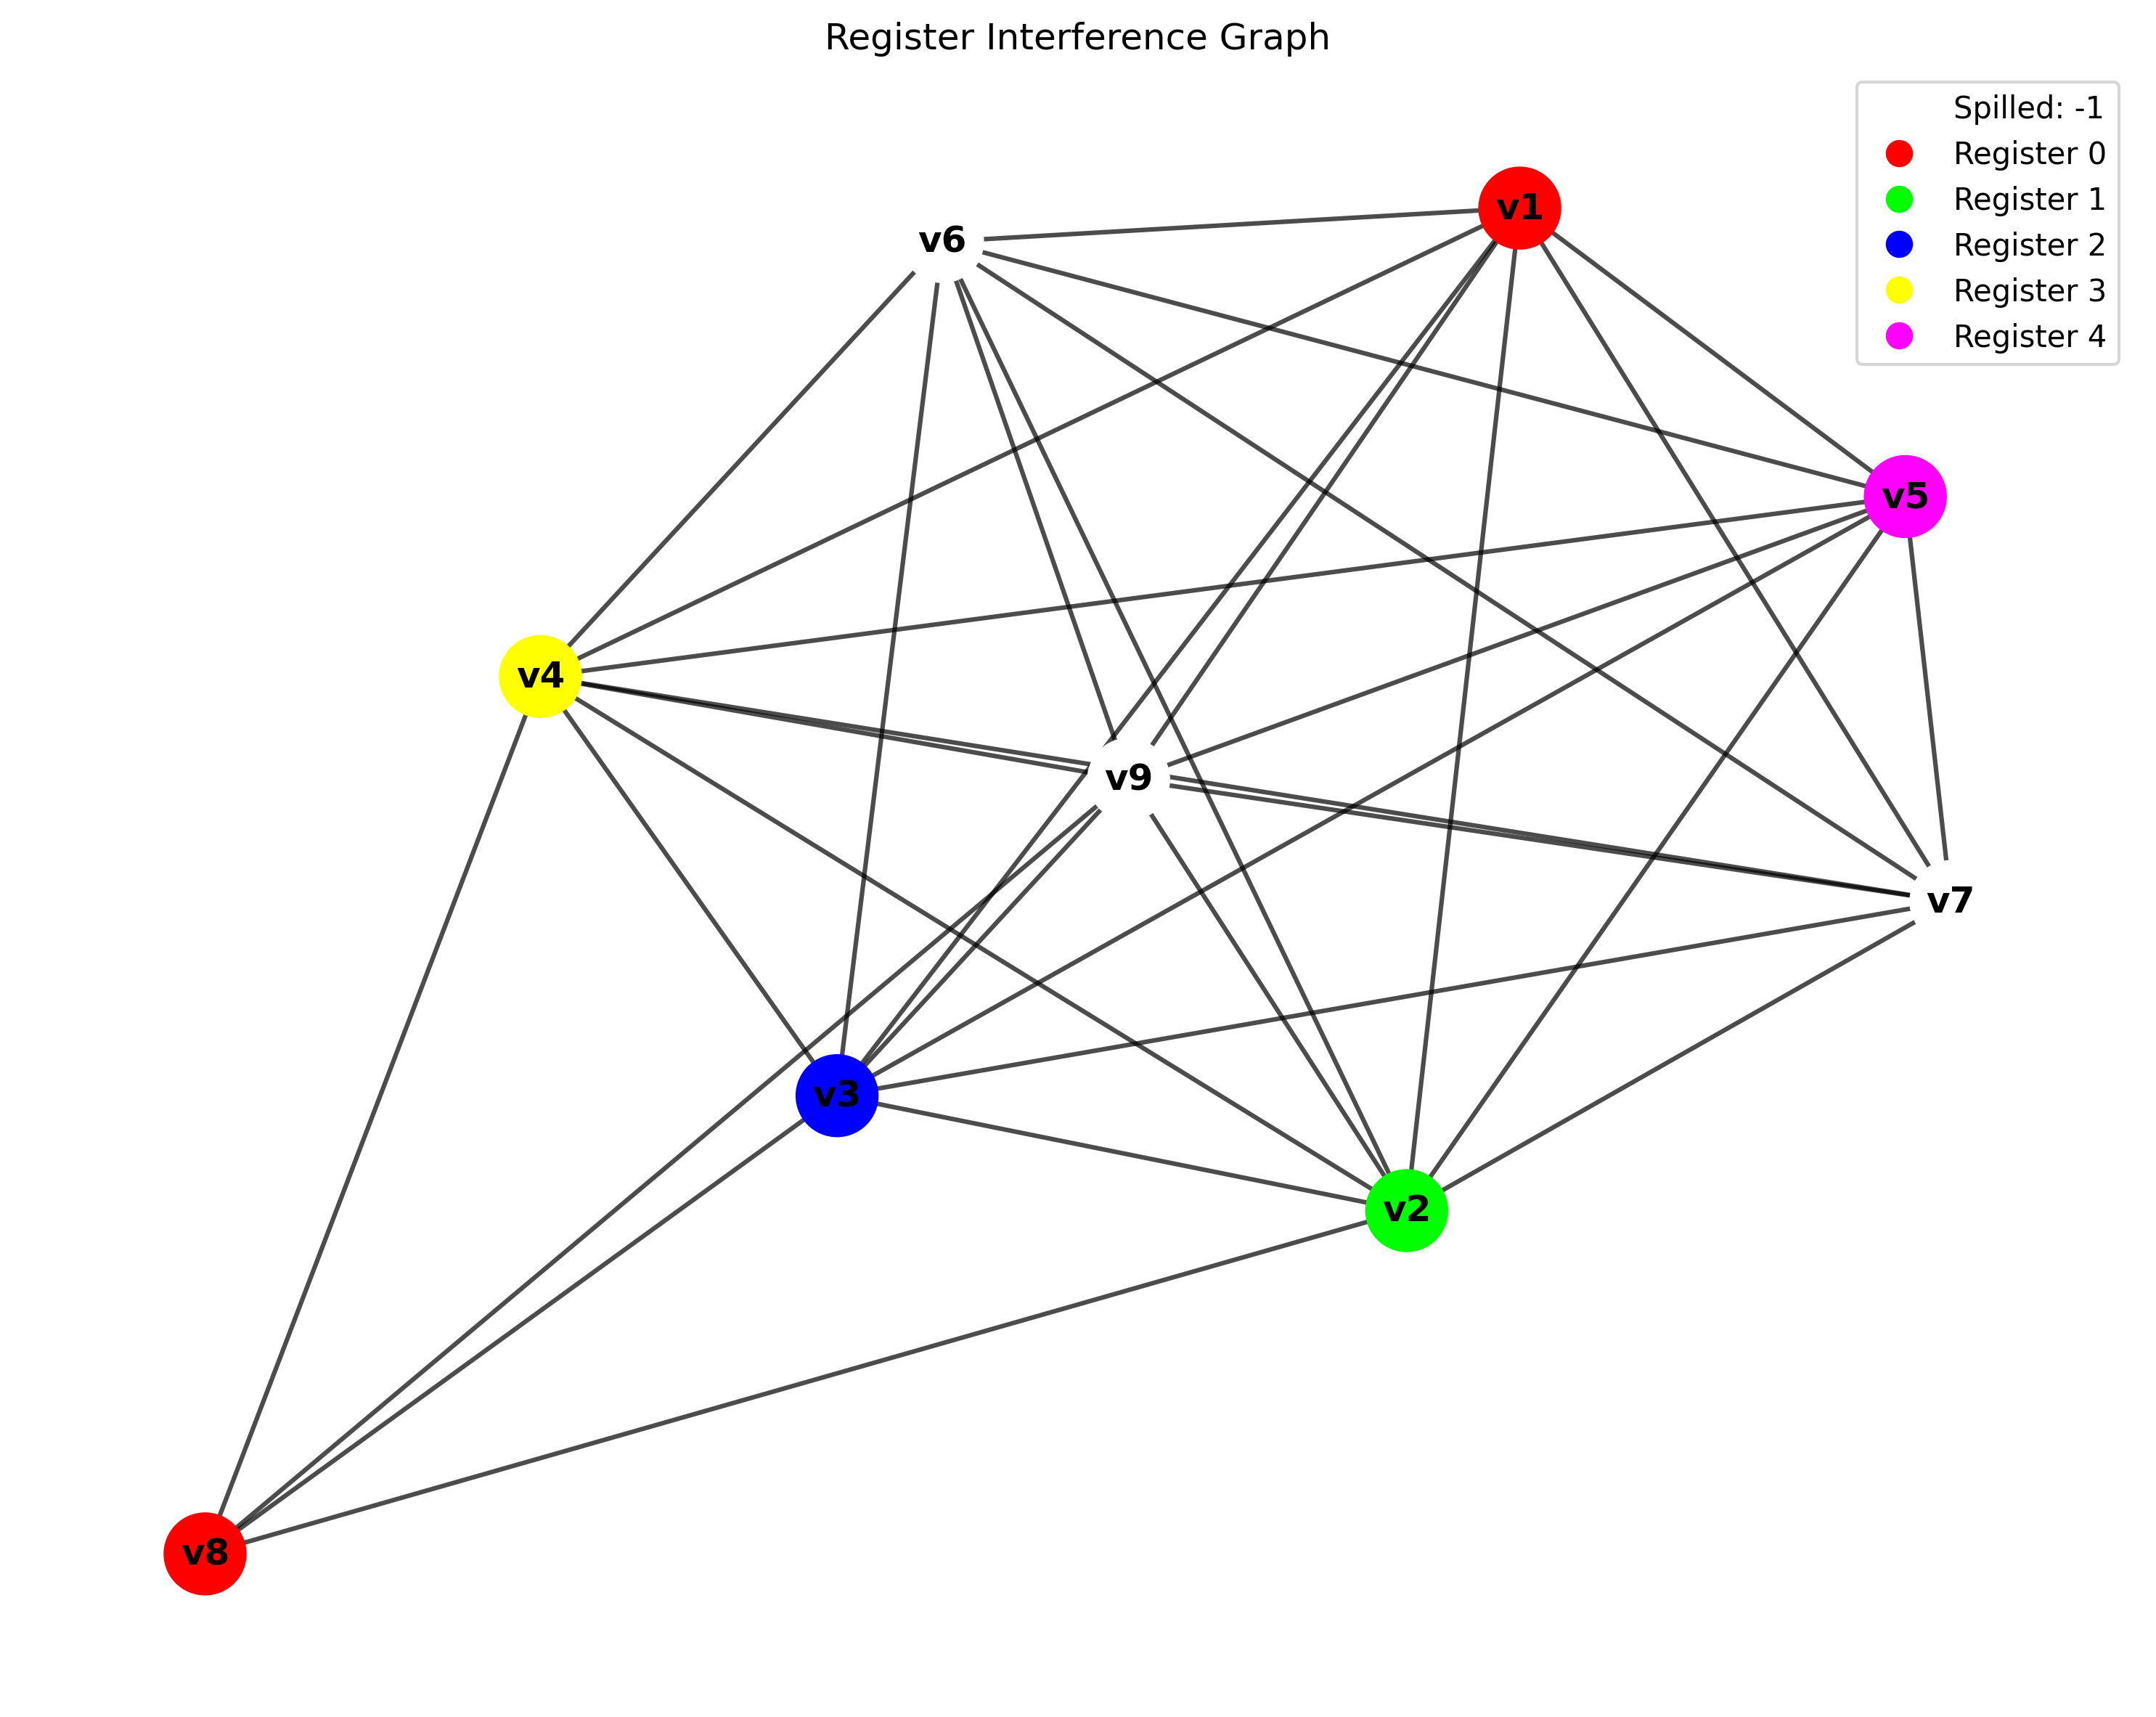 Register Interference Graph
Spilled: -1
Register 0
Register 1
Register 2
Register 3
Register 4
v1
v6
v5
v4
v9
v7
v3
v2
v8